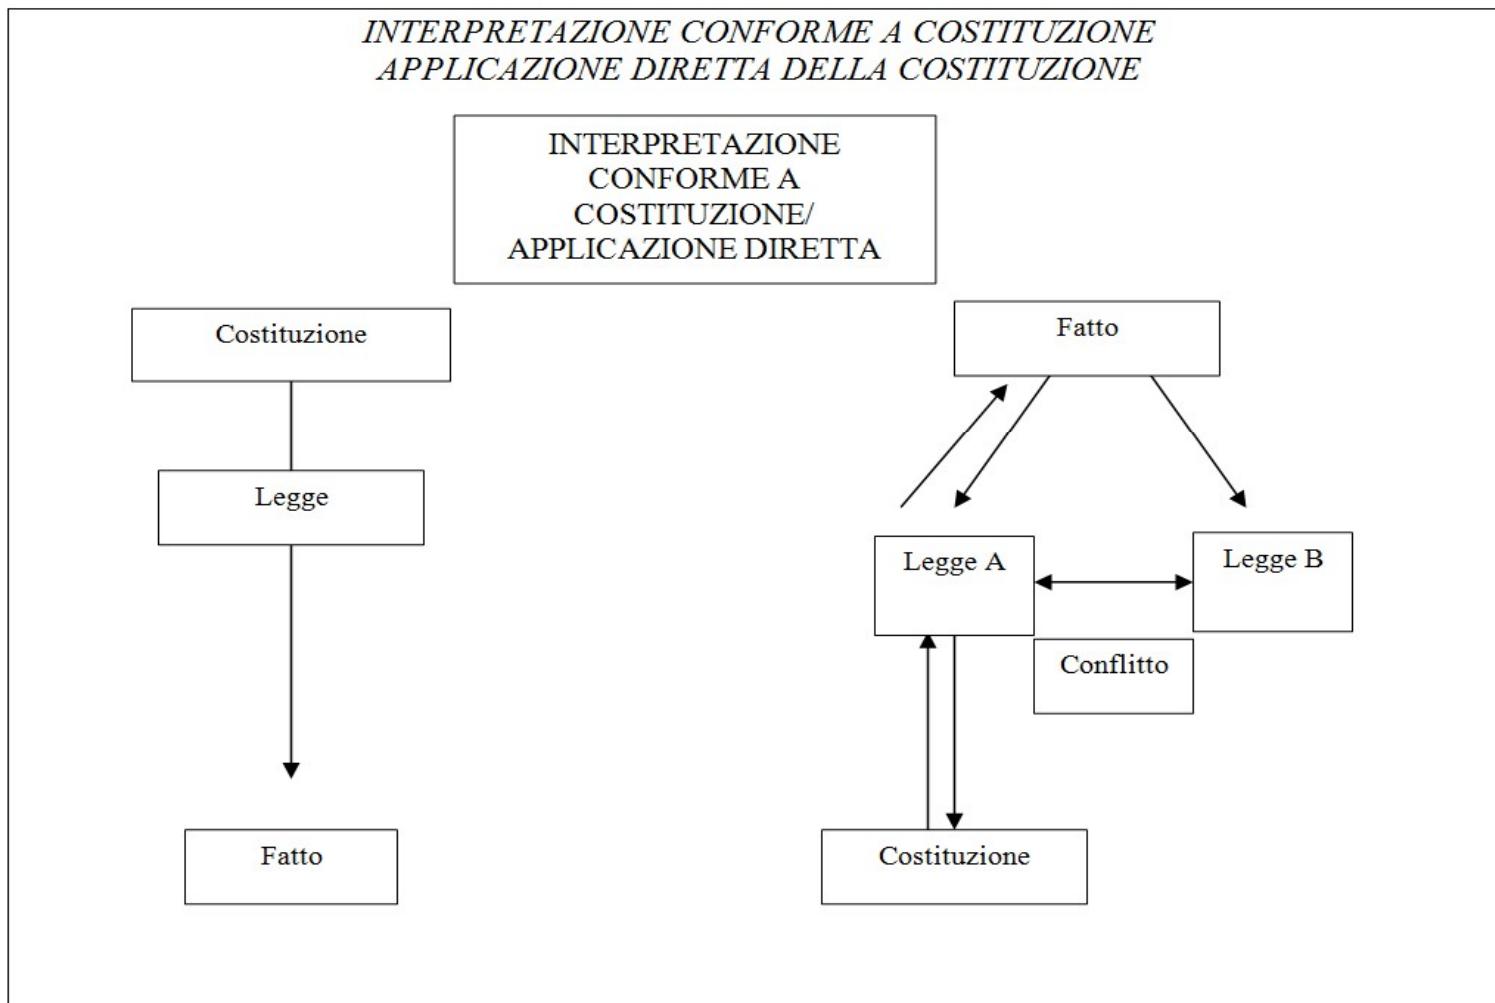 INTERPRETAZIONE CONFORME A COSTITUZIONE
APPLICAZIONE DIRETTA DELLA COSTITUZIONE
INTERPRETAZIONE
CONFORME A
COSTITUZIONE/
APPLICAZIONE DIRETTA
Costituzione
Legge
Fatto
Fatto
Legge A
Legge B
Conflitto
Costituzione